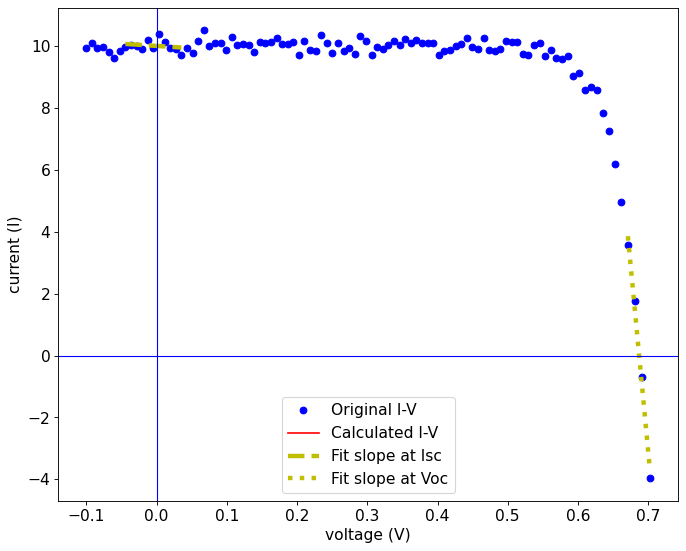 10
8
6
4
2
0
−2
−4
current (I)
Original I-V
Calculated I-V
Fit slope at Isc
Fit slope at Voc
−0.1 0.0 0.1 0.2 0.3 0.4 0.5 0.6 0.7
voltage (V)